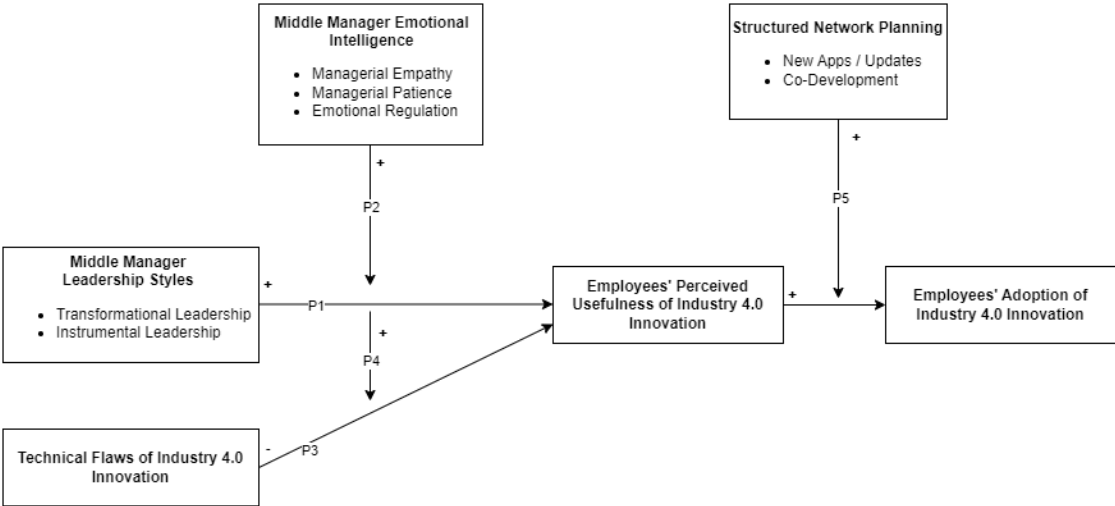 Middle Manager Emotional
Intelligence
• Managerial Empathy
• Managerial Patience
• Emotional Regulation
Structured Network Planning
• New Apps / Updates
• Co-Development
+
+
P2
P5
Middle Manager
Leadership Styles
• Transformational Leadership
• Instrumental Leadership
+
P1
Employees' Perceived
Usefulness of Industry 4.0
Innovation
+
Employees' Adoption of
Industry 4.0 Innovation
+
P4
Technical Flaws of Industry 4.0
Innovation
-
P3